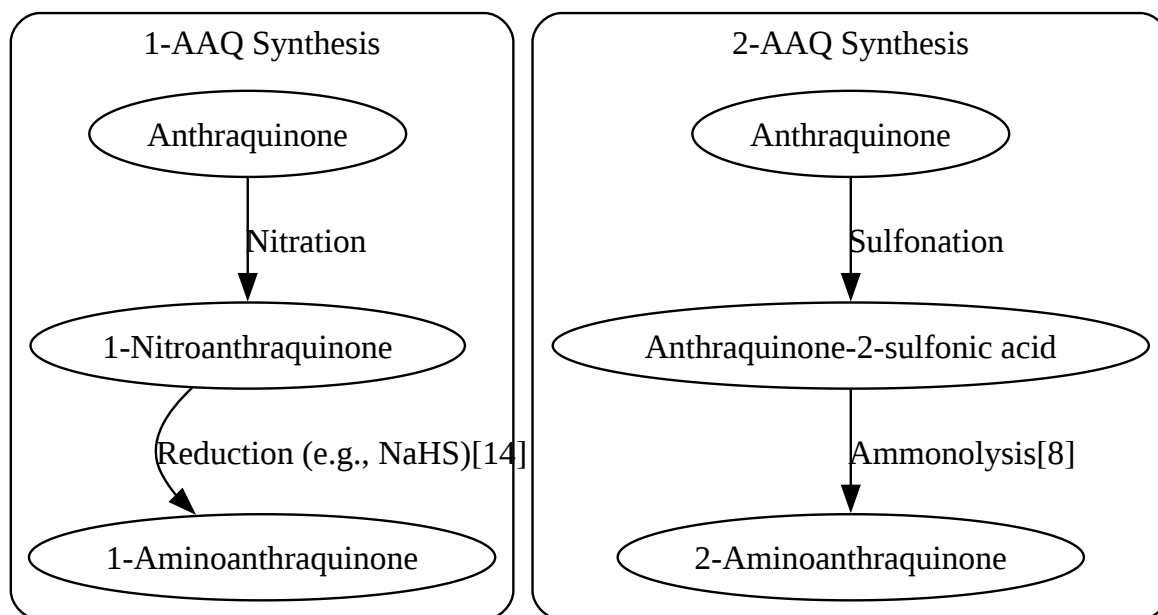 1-AAQ Synthesis
Anthraquinone
Nitration
1-Nitroanthraquinone
Reduction (e.g., NaHS)[14]
1-Aminoanthraquinone
2-AAQ Synthesis
Anthraquinone
Sulfonation
Anthraquinone-2-sulfonic acid
Ammonolysis[8]
2-Aminoanthraquinone